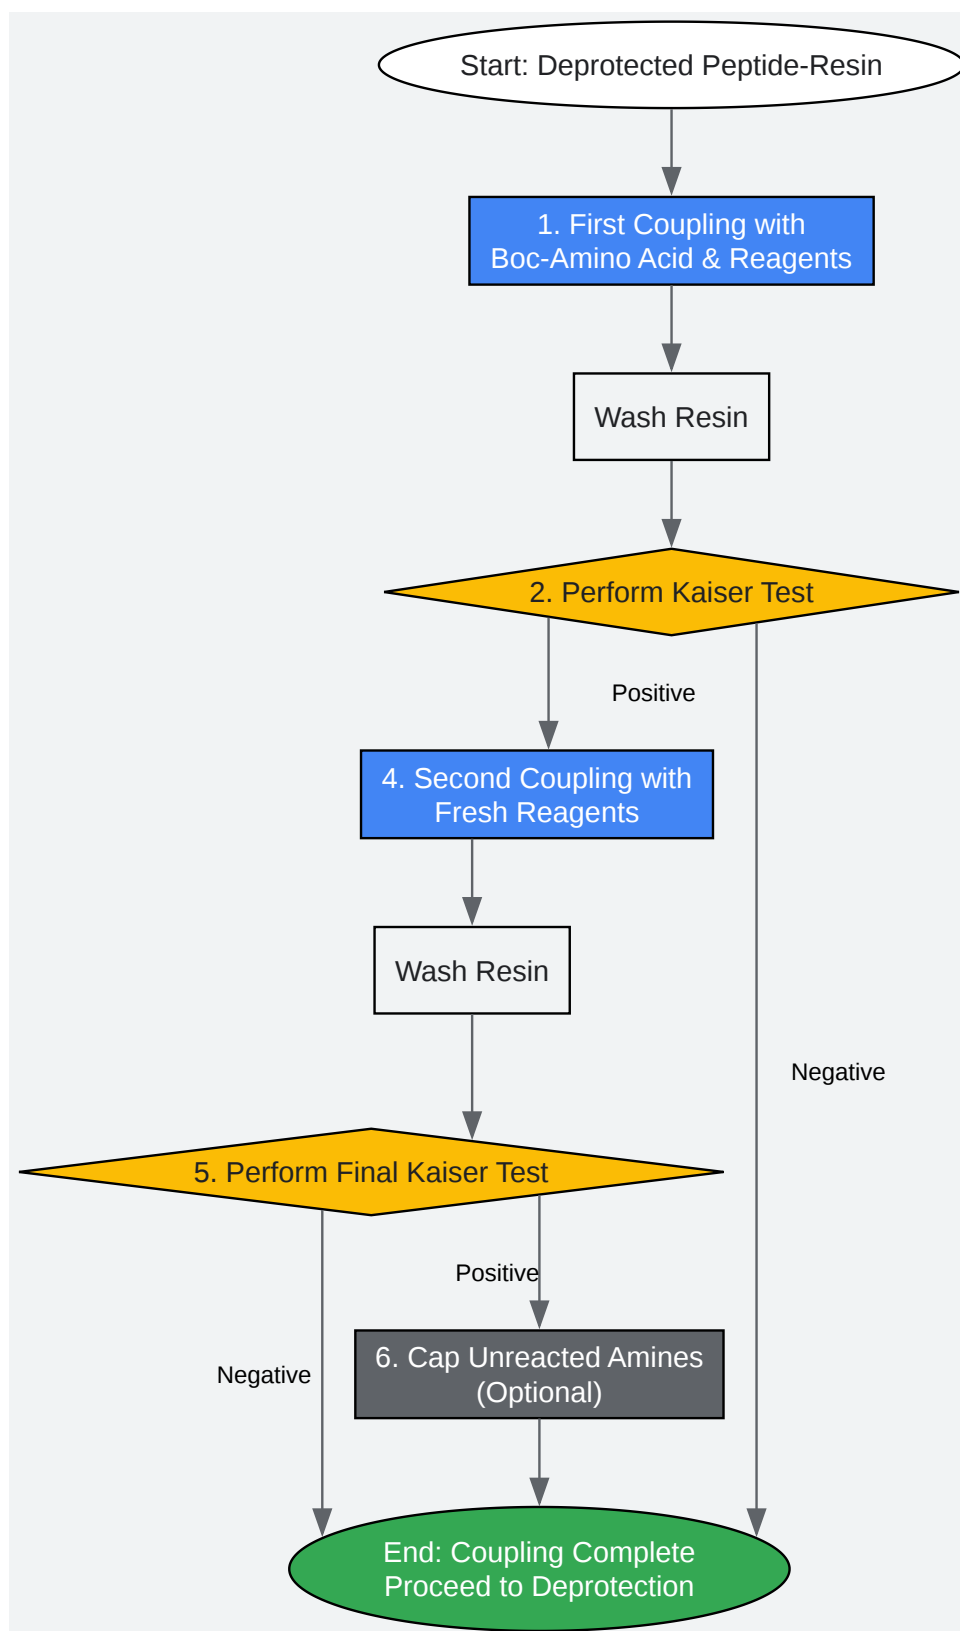 Start: Deprotected Peptide-Resin
1. First Coupling with
Boc-Amino Acid & Reagents
Wash Resin
2. Perform Kaiser Test
Positive
4. Second Coupling with
Fresh Reagents
Wash Resin
Negative
5. Perform Final Kaiser Test
Positive
6. Cap Unreacted Amines
(Optional)
Negative
End: Coupling Complete
Proceed to Deprotection